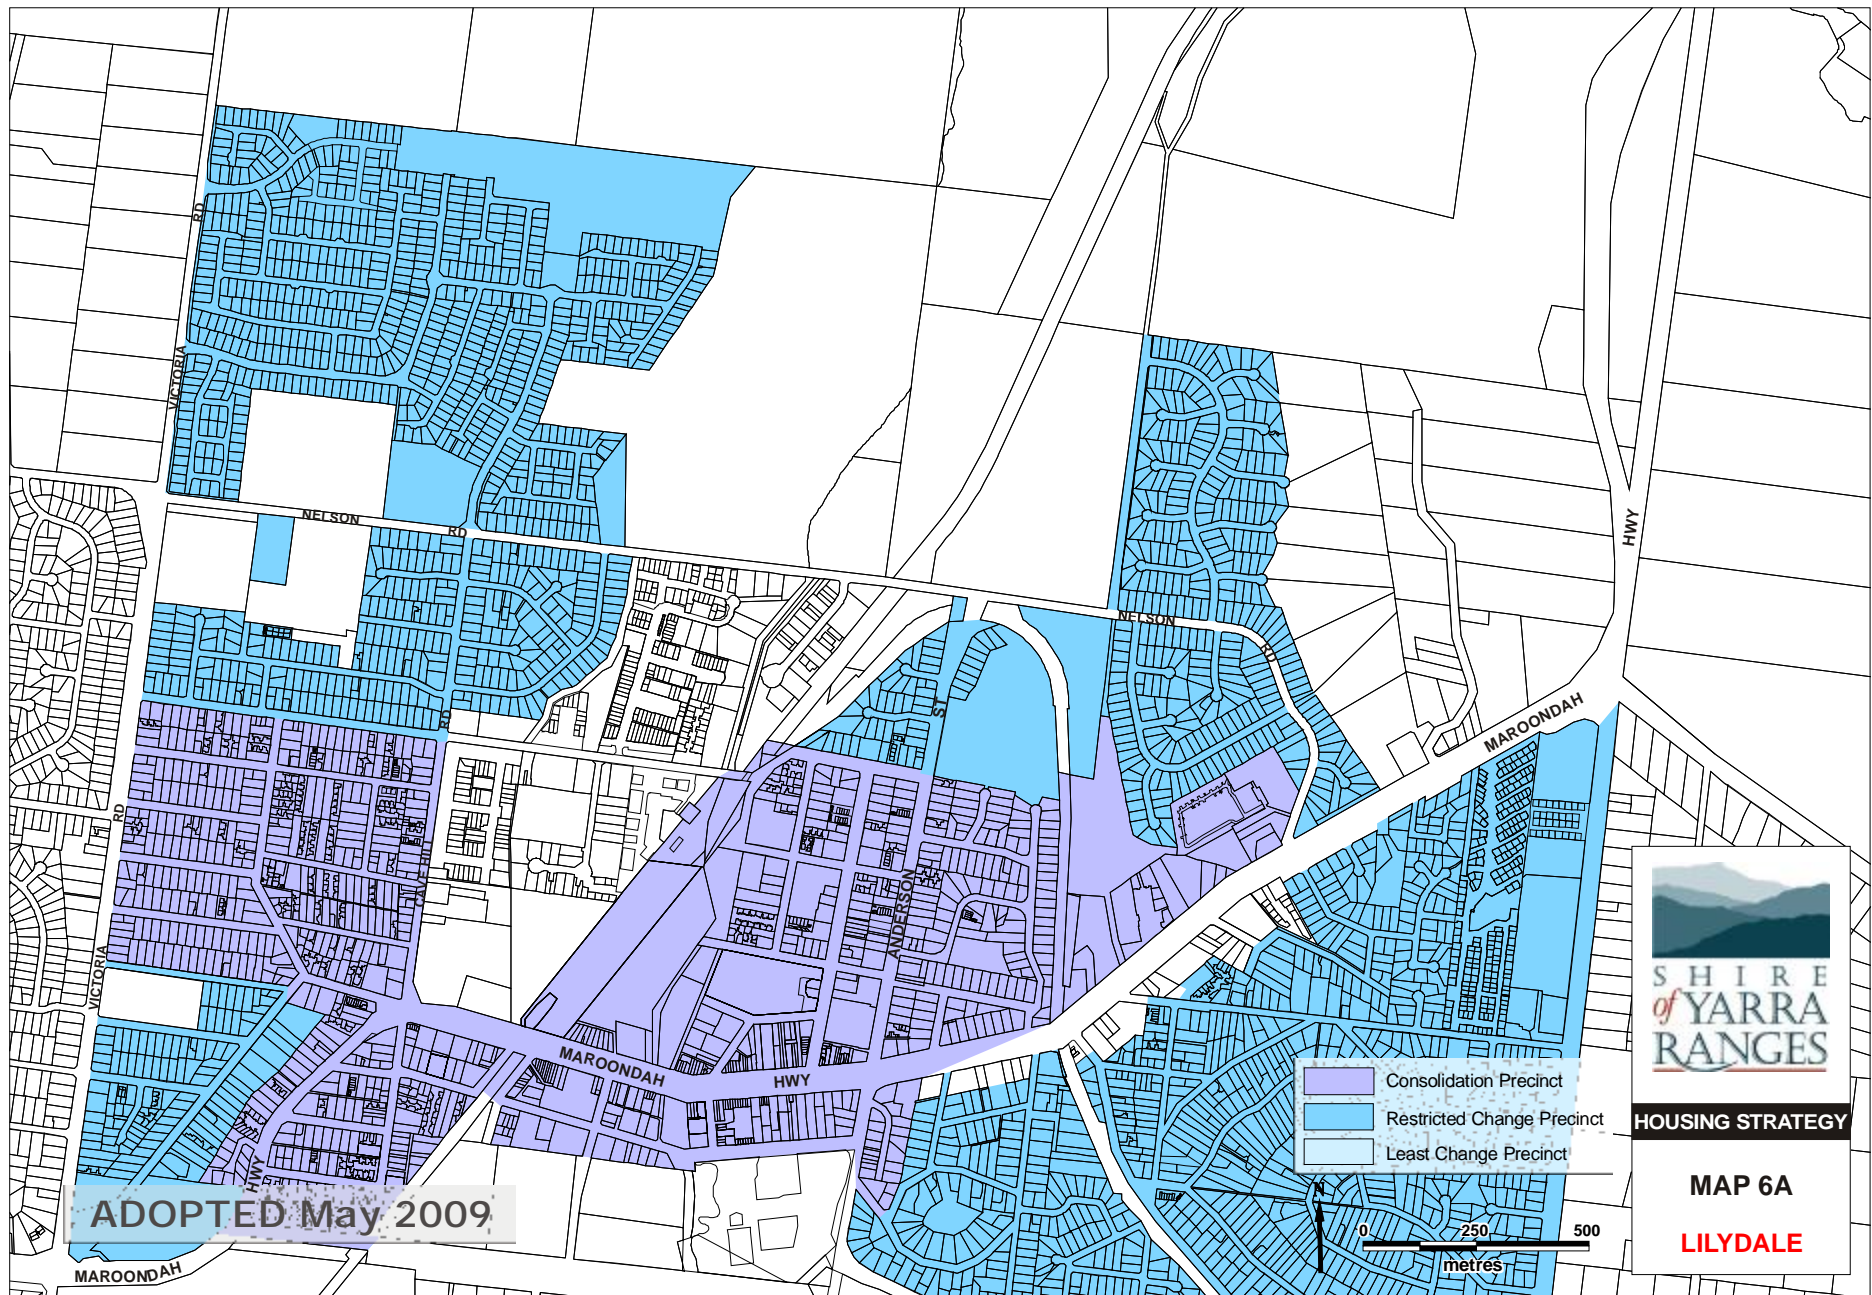 RD
VICTORIA
NELSON
RD
HWY
NELSON
RD
ST
MAROONDAH
RD
RD
CAVE HILL
ANDERSON
VICTORIA
MAROONDAH
HWY
HWY
MAROONDAH
Consolidation Precinct
Restricted Change Precinct
Least Change Precinct
N
0 250 500
metres
ADOPTED May 2009
SHIRE
of YARRA
RANGES
HOUSING STRATEGY
MAP 6A
LILYDALE